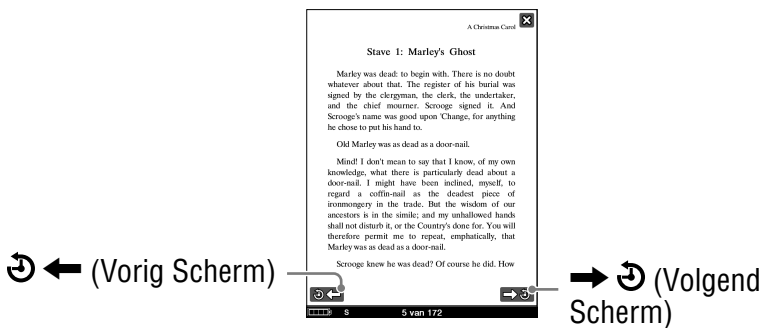 A Christmas Carol
Stave 1: Marley's Ghost
Marley was dead: to begin with. There is no doubt
whatever about that. The register of his burial was
signed by the clergyman, the clerk, the undertaker,
and the chief mourner. Scrooge signed it. And
Scrooge's name was good upon 'Change, for anything
he chose to put his hand to.
Old Marley was as dead as a door-nail.
Mind! I don't mean to say that I know, of my own
knowledge, what there is particularly dead about a
door-nail. I might have been inclined, myself, to
regard a coffin-nail as the deadest piece of
ironmongery in the trade. But the wisdom of our
ancestors is in the simile; and my unhallowed hands
shall not disturb it, or the Country's done for. You will
therefore permit me to repeat, emphatically, that
Marley was as dead as a door-nail.
Scrooge knew he was dead? Of course he did. How
(Vorig Scherm)
(Volgend
Scherm)
S 5 van 172